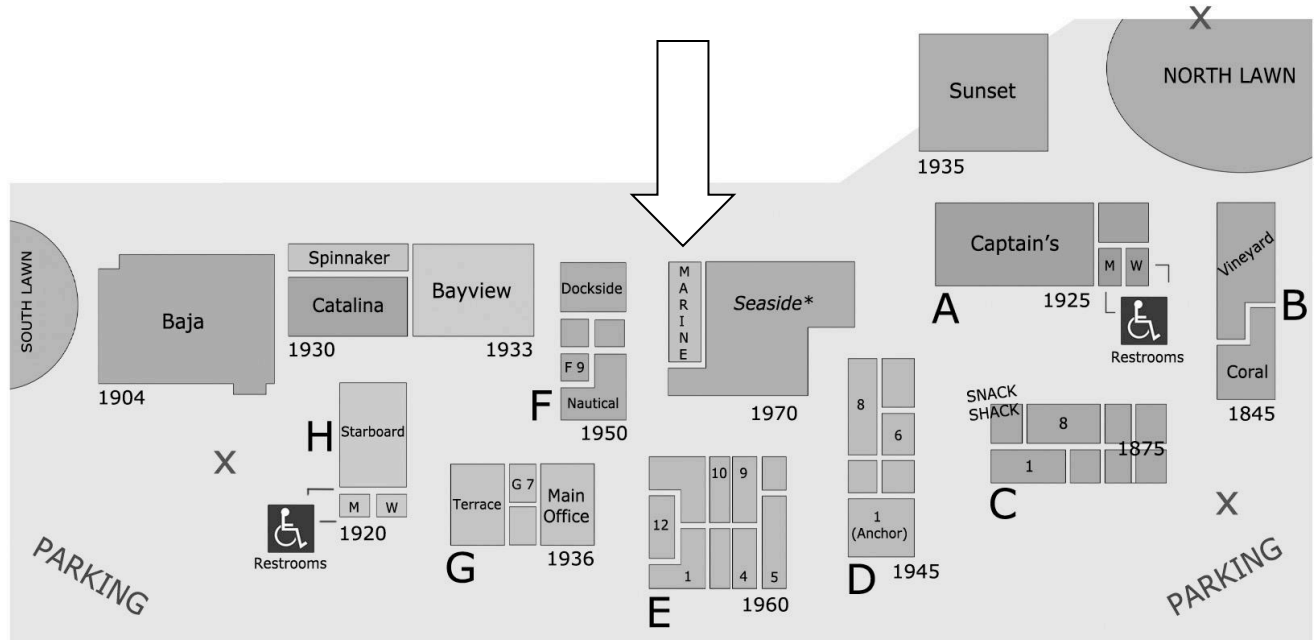 X
NORTH LAWN
Sunset
1935
SOUTH LAWN
Baja
1904
Spinnaker
Catalina
1930
Bayview
1933
Dockside
F 9
Nautical
F
1950
MARINE
Seaside*
1970
Captain's
A
1925
M
W
Restrooms
Vineyard
B
Coral
1845
H
Starboard
M
W
1920
Restrooms
X
PARKING
Terrace
G 7
Main
Office
G
1936
10
9
12
1
4
5
E
1960
8
6
1
(Anchor)
D
1945
SNACK
SHACK
8
1875
1
C
X
PARKING